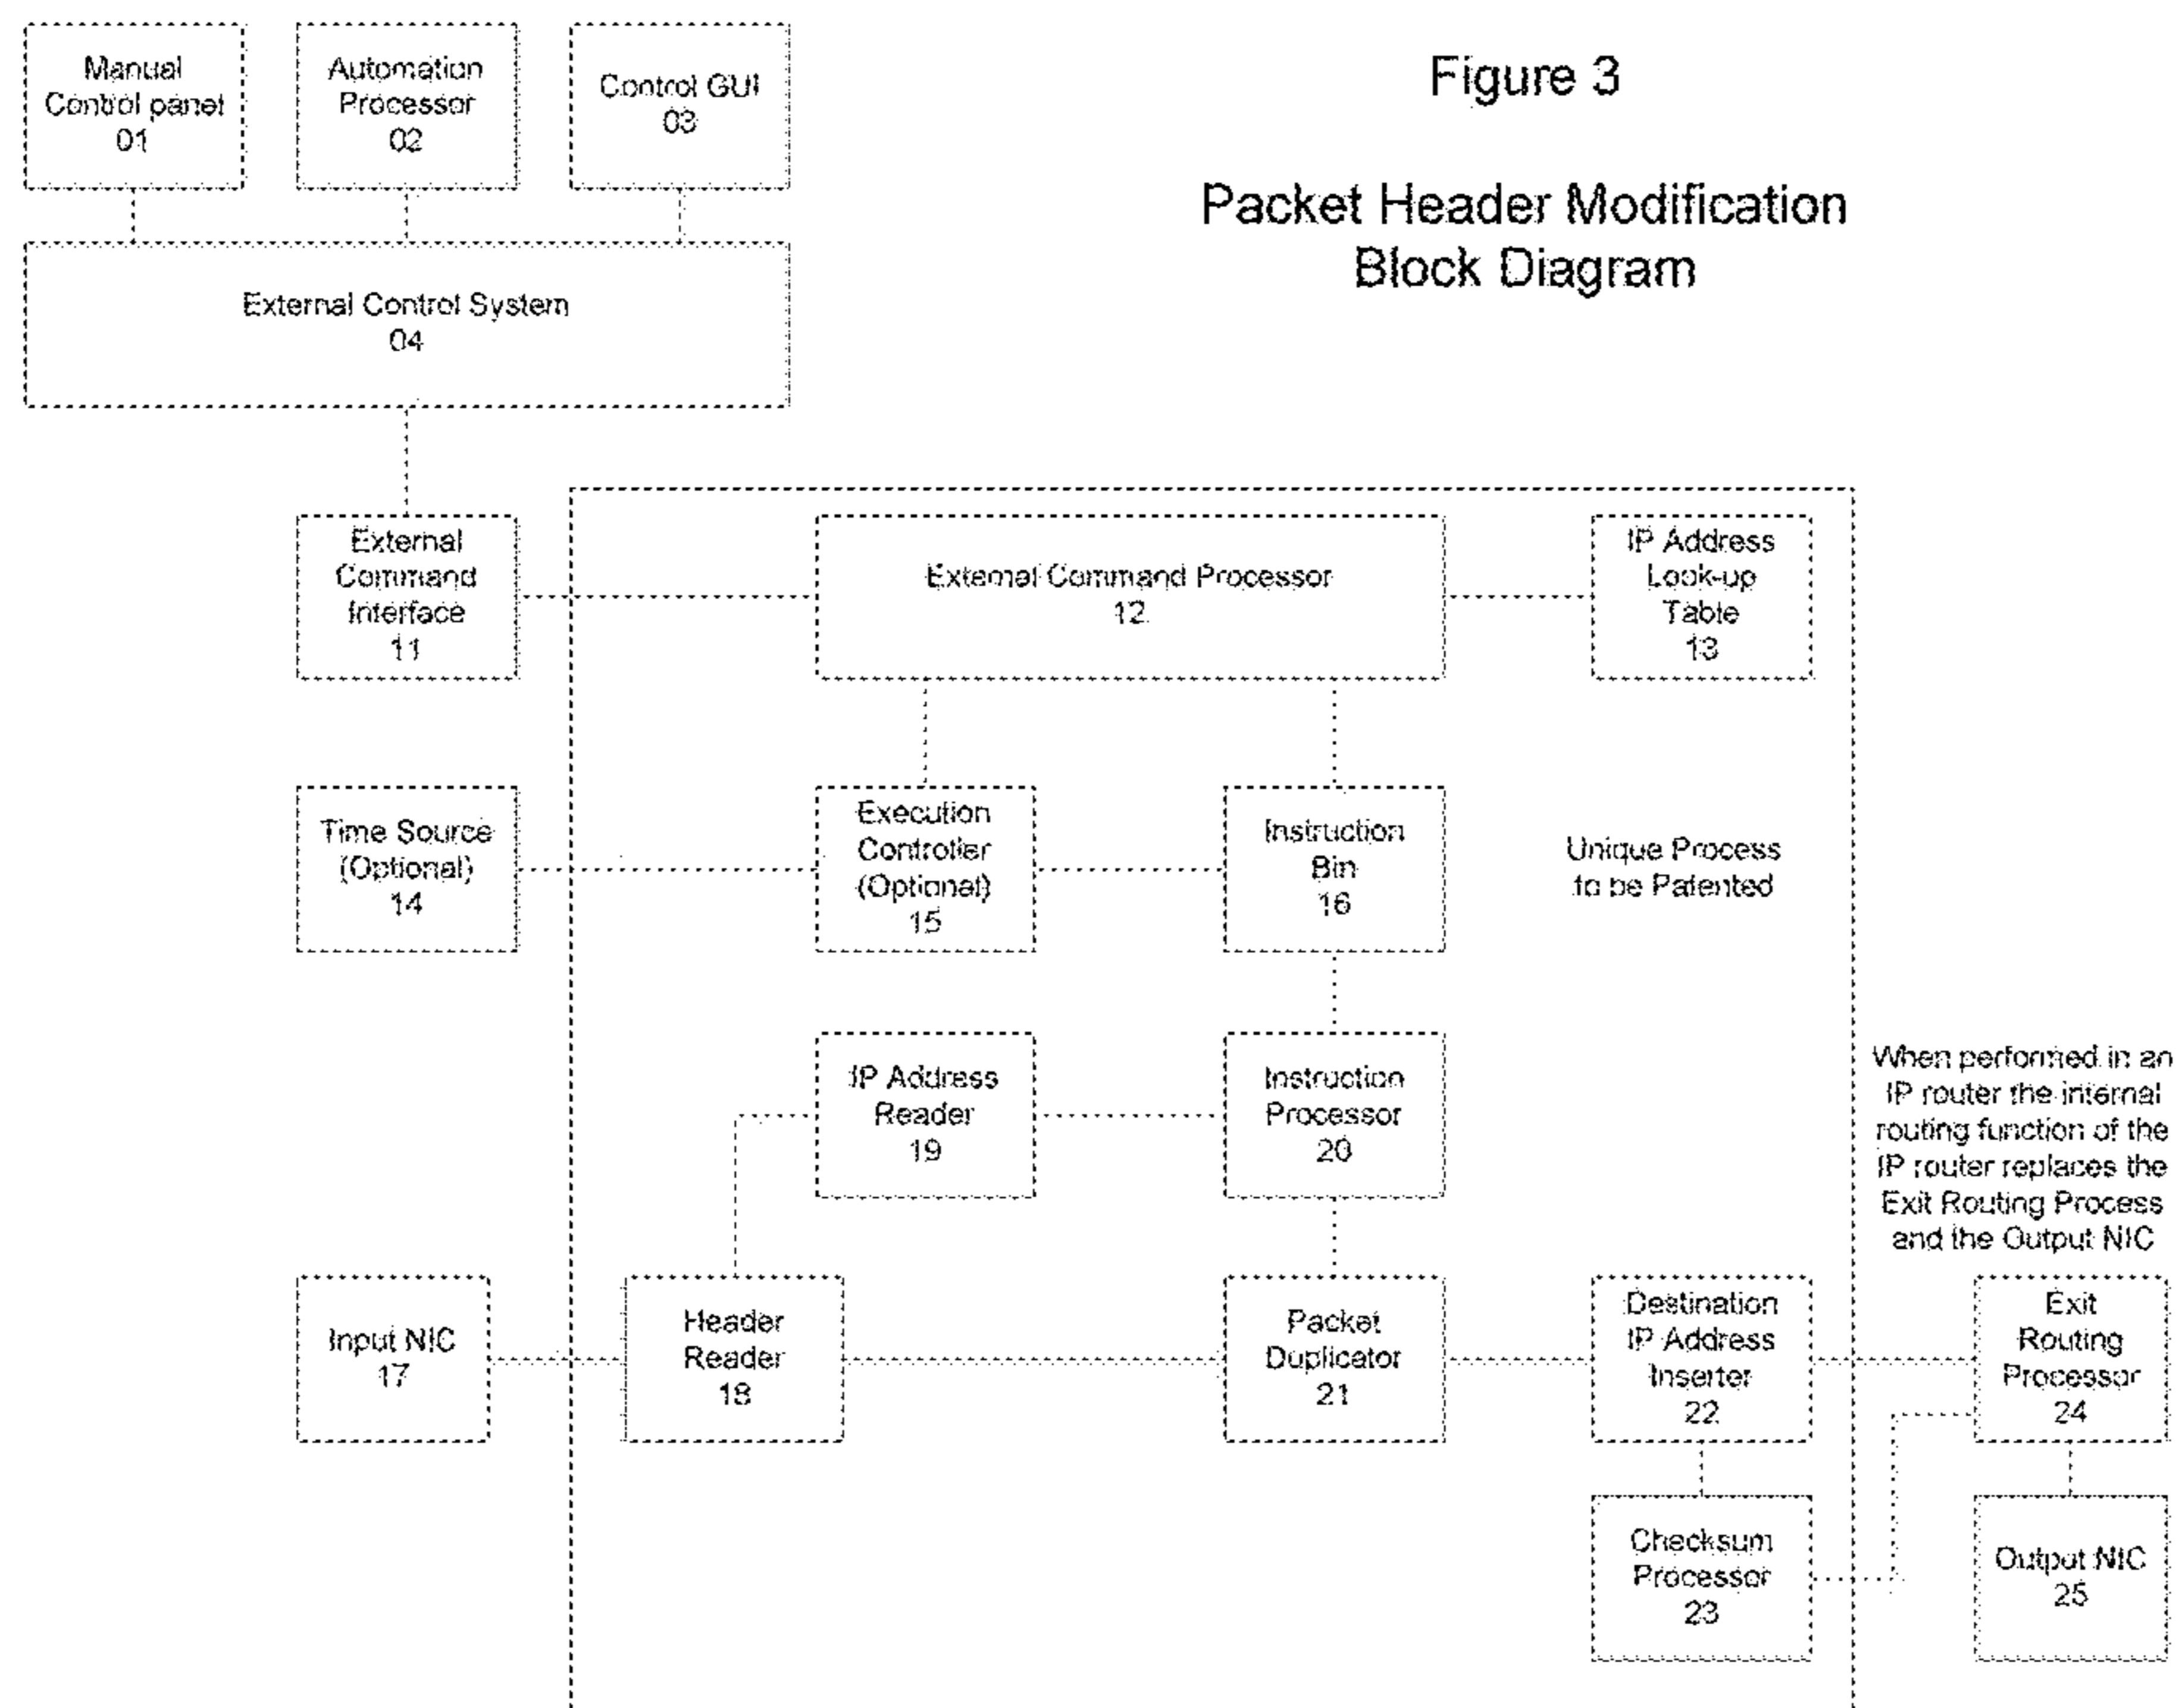 Figure 3
Packet Header Modification
Block Diagram
Manual
Control panel
01
Automation
Processor
02
Control GUI
03
External Control System
04
External
Command
Interface
11
External Command Processor
12
IP Address
Look-up
Table
13
Time Source
(Optional)
14
Execution
Controller
(Optional)
15
Instruction
Bin
16
Unique Process
to be Patented
IP Address
Reader
19
Instruction
Processor
20
When performed in an
IP router the internal
routing function of the
IP router replaces the
Exit Routing Process
and the Output NIC
Input NIC
17
Header
Reader
18
Packet
Duplicator
21
Destination
IP Address
Inserter
22
Exit
Routing
Processor
24
Checksum
Processor
23
Output NIC
25